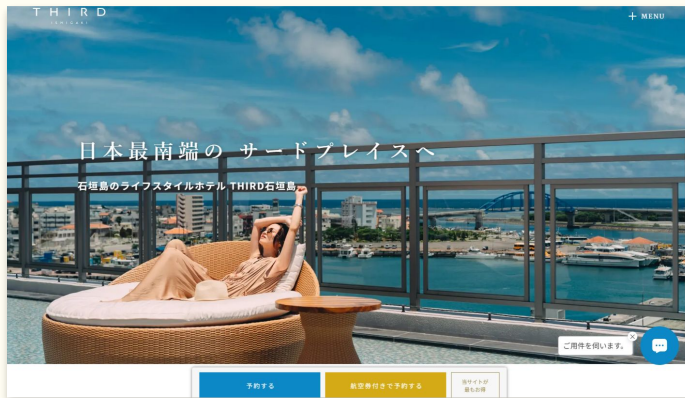 THIRD
ISHIGAKI
MENU
日本最南端の サードプレイスへ
石垣島のライフスタイルホテル THIRD石垣島
ご用件を伺います。
予約する
航空券付きで予約する
当サイトが
最もお得